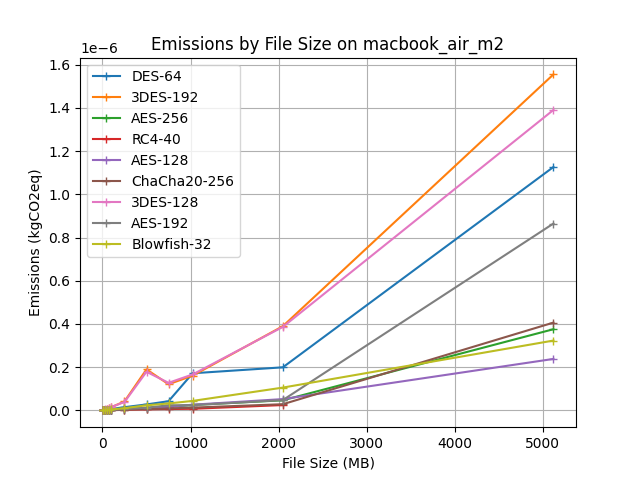 Emissions by File Size on macbook_air_m2
1e−6
DES-64
3DES-192
AES-256
RC4-40
AES-128
ChaCha20-256
3DES-128
AES-192
Blowfish-32
1.6
1.4
1.2
1.0
0.8
0.6
0.4
0.2
0.0
Emissions (kgCO2eq)
0 1000 2000 3000 4000 5000
File Size (MB)